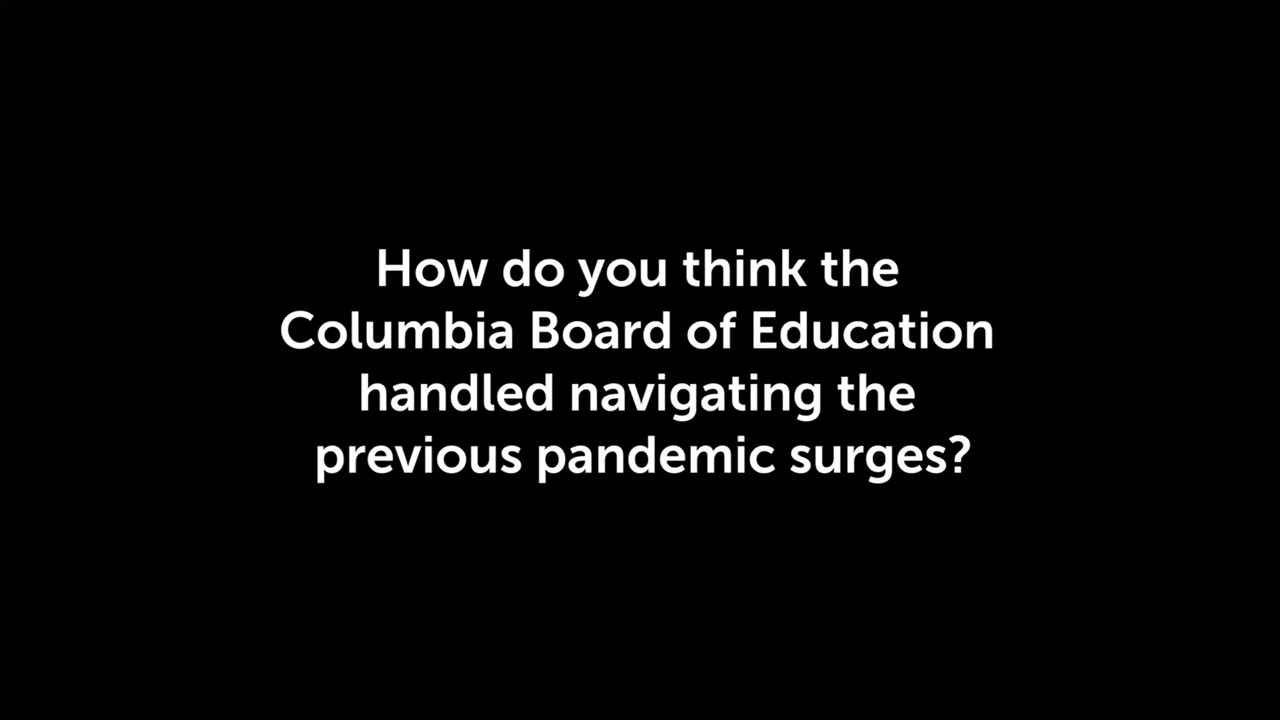 How do you think the
Columbia Board of Education
handled navigating the
previous pandemic surges?